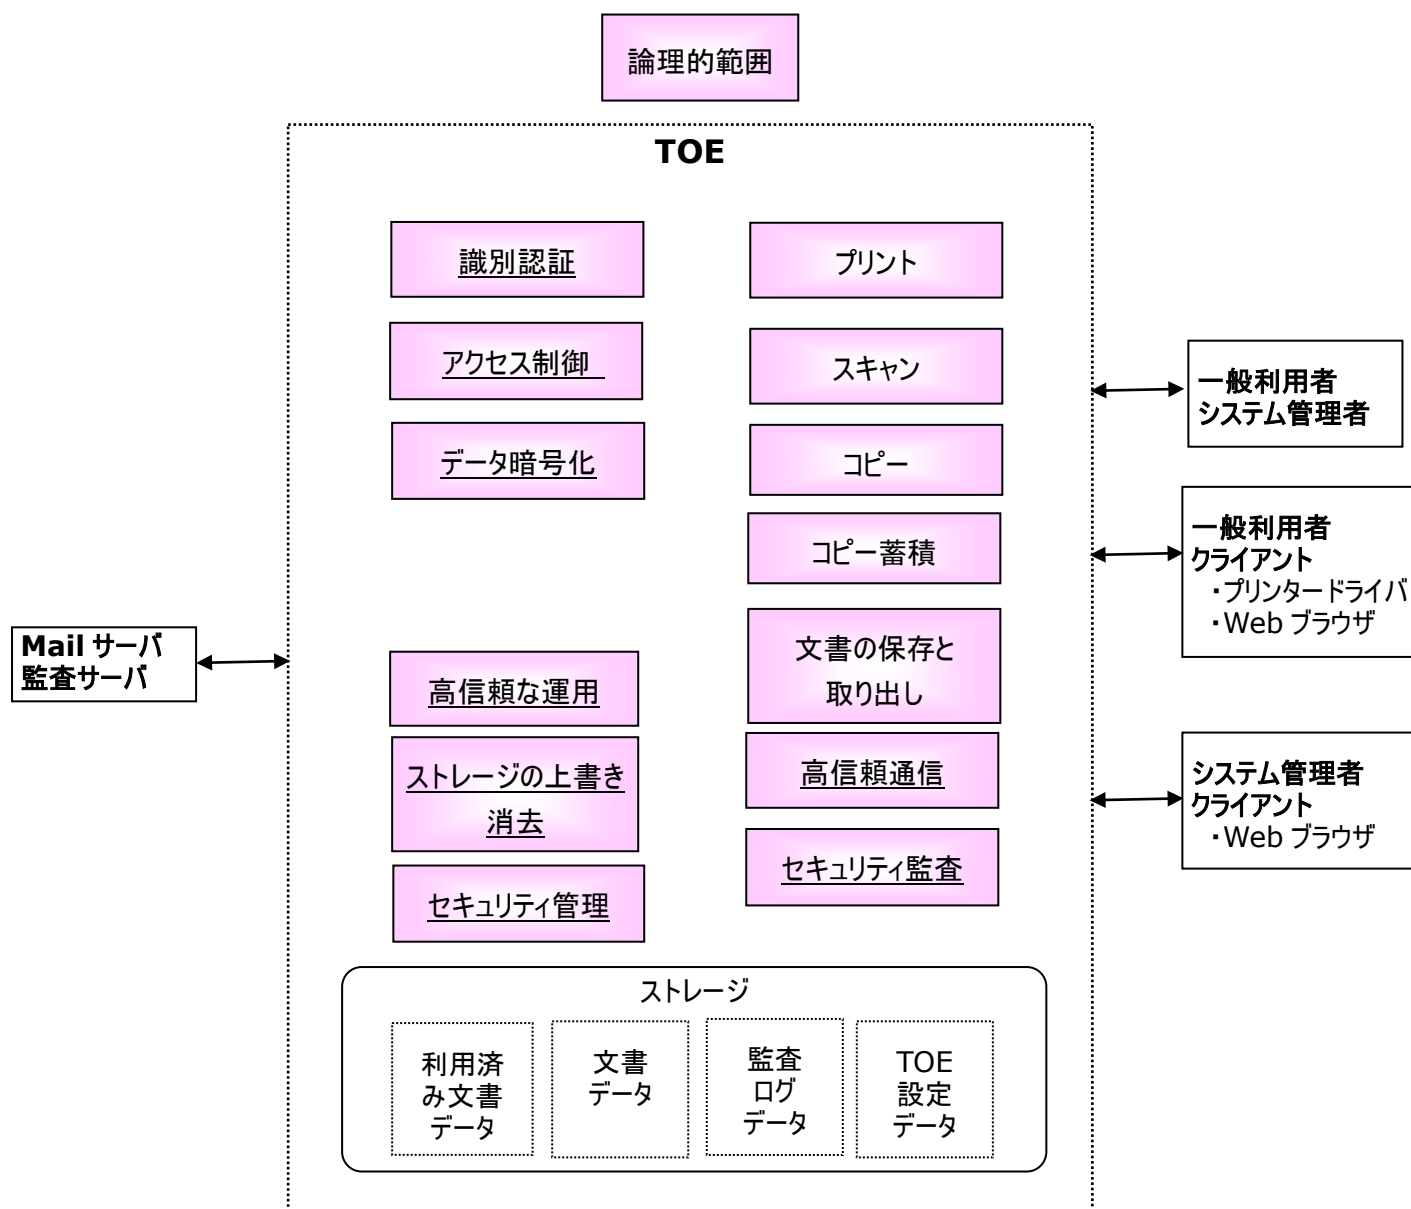 論理的範囲
TOE
識別認証
アクセス制御
データ暗号化
高信頼な運用
ストレージの上書き
消去
セキュリティ管理
プリント
スキャン
コピー
コピー蓄積
文書の保存と
取り出し
高信頼通信
セキュリティ監査
Mail サーバ
監査サーバ
一般利用者
システム管理者
一般利用者
クライアント
・プリンタードライバ
・Web ブラウザ
システム管理者
クライアント
・Web ブラウザ
ストレージ
利用済
み文書
データ
文書
データ
監査
ログ
データ
TOE
設定
データ